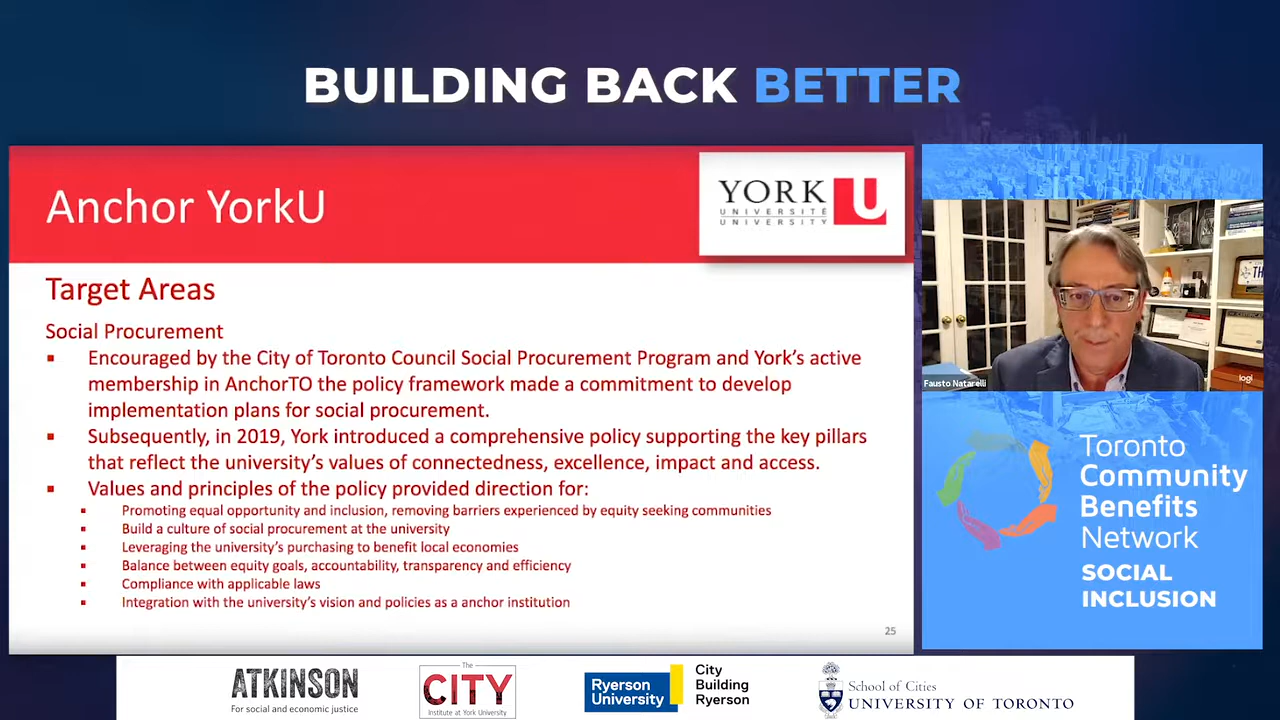 BUILDING BACK BETTER
Anchor YorkU
YORK U
UNIVERSITÉ
UNIVERSITY
Target Areas
Social Procurement
▪ Encouraged by the City of Toronto Council Social Procurement Program and York's active
membership in AnchorTO the policy framework made a commitment to develop
implementation plans for social procurement.
▪ Subsequently, in 2019, York introduced a comprehensive policy supporting the key pillars
that reflect the university's values of connectedness, excellence, impact and access.
▪ Values and principles of the policy provided direction for:
▪ Promoting equal opportunity and inclusion, removing barriers experienced by equity seeking communities
▪ Build a culture of social procurement at the university
▪ Leveraging the university's purchasing to benefit local economies
▪ Balance between equity goals, accountability, transparency and efficiency
▪ Compliance with applicable laws
▪ Integration with the university's vision and policies as a anchor institution
25
Fausto Natarelli
logi
Toronto
Community
Benefits
Network
SOCIAL
INCLUSION
ATKINSON
For social and economic justice
The
CITY
Institute at York University
Ryerson
University
City
Building
Ryerson
School of Cities
UNIVERSITY OF TORONTO